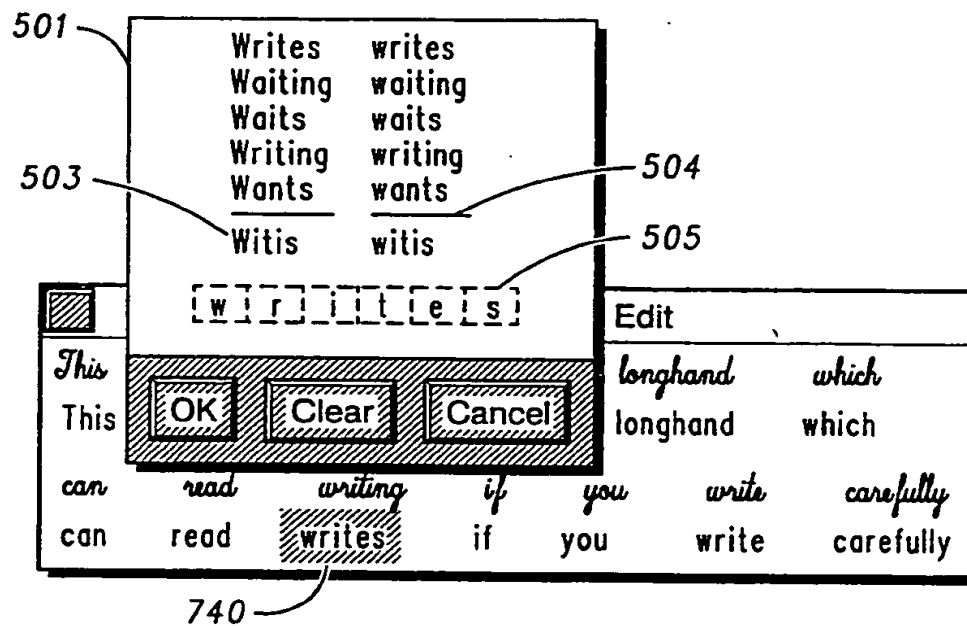 501
Writes writes
Waiting waiting
Waits waits
Writing writing
503 Wants wants 504
Witis witis
505
w r i t e s
Edit
This longhand which
OK Clear Cancel
This longhand which
can read writing if you write carefully
can read writes if you write carefully
740